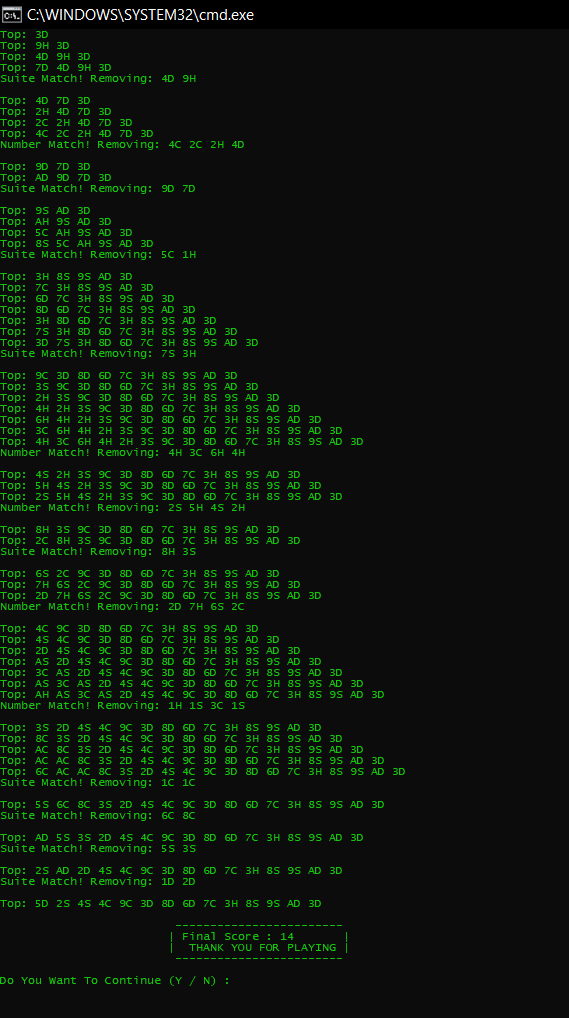 C:\WINDOWS\SYSTEM32\cmd.exe
Top: 3D
Top: 9H 3D
Top: 4D 9H 3D
Top: 7D 4D 9H 3D
Suite Match! Removing: 4D 9H
Top: 4D 7D 3D
Top: 2H 4D 7D 3D
Top: 2C 2H 4D 7D 3D
Top: 4C 2C 2H 4D 7D 3D
Number Match! Removing: 4C 2C 2H 4D
Top: 9D 7D 3D
Top: AD 9D 7D 3D
Suite Match! Removing: 9D 7D
Top: 9S AD 3D
Top: AH 9S AD 3D
Top: 5C AH 9S AD 3D
Top: 8S 5C AH 9S AD 3D
Suite Match! Removing: 5C 1H
Top: 3H 8S 9S AD 3D
Top: 7C 3H 8S 9S AD 3D
Top: 6D 7C 3H 8S 9S AD 3D
Top: 8D 6D 7C 3H 8S 9S AD 3D
Top: 3H 8D 6D 7C 3H 8S 9S AD 3D
Top: 7S 3H 8D 6D 7C 3H 8S 9S AD 3D
Top: 3D 7S 3H 8D 6D 7C 3H 8S 9S AD 3D
Suite Match! Removing: 7S 3H
Top: 9C 3D 8D 6D 7C 3H 8S 9S AD 3D
Top: 3S 9C 3D 8D 6D 7C 3H 8S 9S AD 3D
Top: 2H 3S 9C 3D 8D 6D 7C 3H 8S 9S AD 3D
Top: 4H 2H 3S 9C 3D 8D 6D 7C 3H 8S 9S AD 3D
Top: 6H 4H 2H 3S 9C 3D 8D 6D 7C 3H 8S 9S AD 3D
Top: 3C 6H 4H 2H 3S 9C 3D 8D 6D 7C 3H 8S 9S AD 3D
Top: 4H 3C 6H 4H 2H 3S 9C 3D 8D 6D 7C 3H 8S 9S AD 3D
Number Match! Removing: 4H 3C 6H 4H
Top: 4S 2H 3S 9C 3D 8D 6D 7C 3H 8S 9S AD 3D
Top: 5H 4S 2H 3S 9C 3D 8D 6D 7C 3H 8S 9S AD 3D
Top: 2S 5H 4S 2H 3S 9C 3D 8D 6D 7C 3H 8S 9S AD 3D
Number Match! Removing: 2S 5H 4S 2H
Top: 8H 3S 9C 3D 8D 6D 7C 3H 8S 9S AD 3D
Top: 2C 8H 3S 9C 3D 8D 6D 7C 3H 8S 9S AD 3D
Suite Match! Removing: 8H 3S
Top: 6S 2C 9C 3D 8D 6D 7C 3H 8S 9S AD 3D
Top: 7H 6S 2C 9C 3D 8D 6D 7C 3H 8S 9S AD 3D
Top: 2D 7H 6S 2C 9C 3D 8D 6D 7C 3H 8S 9S AD 3D
Number Match! Removing: 2D 7H 6S 2C
Top: 4C 9C 3D 8D 6D 7C 3H 8S 9S AD 3D
Top: 4S 4C 9C 3D 8D 6D 7C 3H 8S 9S AD 3D
Top: 2D 4S 4C 9C 3D 8D 6D 7C 3H 8S 9S AD 3D
Top: AS 2D 4S 4C 9C 3D 8D 6D 7C 3H 8S 9S AD 3D
Top: 3C AS 2D 4S 4C 9C 3D 8D 6D 7C 3H 8S 9S AD 3D
Top: AS 3C AS 2D 4S 4C 9C 3D 8D 6D 7C 3H 8S 9S AD 3D
Top: AH AS 3C AS 2D 4S 4C 9C 3D 8D 6D 7C 3H 8S 9S AD 3D
Number Match! Removing: 1H 1S 3C 1S
Top: 3S 2D 4S 4C 9C 3D 8D 6D 7C 3H 8S 9S AD 3D
Top: 8C 3S 2D 4S 4C 9C 3D 8D 6D 7C 3H 8S 9S AD 3D
Top: AC 8C 3S 2D 4S 4C 9C 3D 8D 6D 7C 3H 8S 9S AD 3D
Top: AC AC 8C 3S 2D 4S 4C 9C 3D 8D 6D 7C 3H 8S 9S AD 3D
Top: 6C AC AC 8C 3S 2D 4S 4C 9C 3D 8D 6D 7C 3H 8S 9S AD 3D
Suite Match! Removing: 1C 1C
Top: 5S 6C 8C 3S 2D 4S 4C 9C 3D 8D 6D 7C 3H 8S 9S AD 3D
Suite Match! Removing: 6C 8C
Top: AD 5S 3S 2D 4S 4C 9C 3D 8D 6D 7C 3H 8S 9S AD 3D
Suite Match! Removing: 5S 3S
Top: 2S AD 2D 4S 4C 9C 3D 8D 6D 7C 3H 8S 9S AD 3D
Suite Match! Removing: 1D 2D
Top: 5D 2S 4S 4C 9C 3D 8D 6D 7C 3H 8S 9S AD 3D
------------------------
| Final Score : 14 |
| THANK YOU FOR PLAYING |
------------------------
Do You Want To Continue (Y / N) :